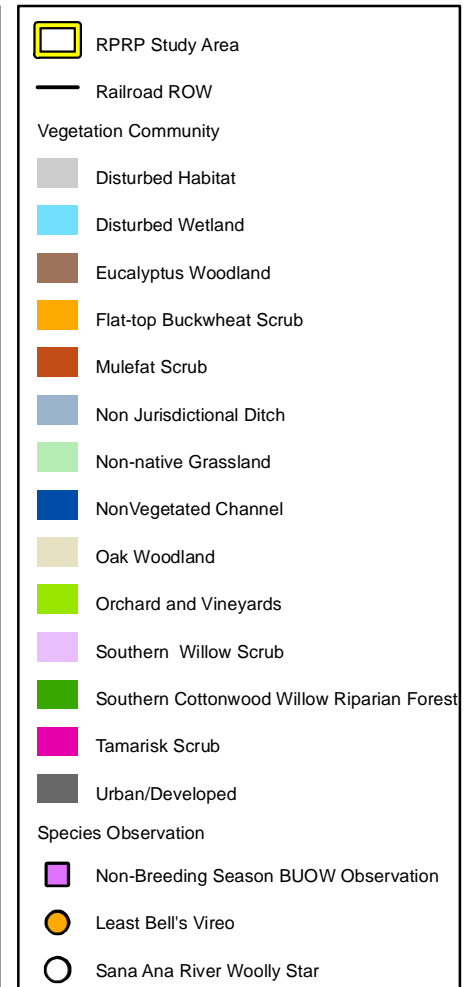 RPRP Study Area
Railroad ROW
Vegetation Community
Disturbed Habitat
Disturbed Wetland
Eucalyptus Woodland
Flat-top Buckwheat Scrub
Mulefat Scrub
Non Jurisdictional Ditch
Non-native Grassland
NonVegetated Channel
Oak Woodland
Orchard and Vineyards
Southern Willow Scrub
Southern Cottonwood Willow Riparian Forest
Tamarisk Scrub
Urban/Developed
Species Observation
Non-Breeding Season BUOW Observation
Least Bell's Vireo
Sana Ana River Woolly Star